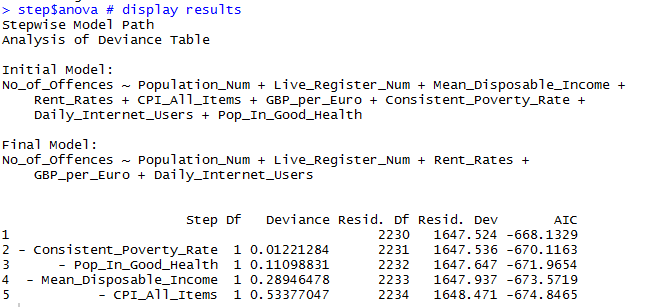 > step$anova # display results
Stepwise Model Path
Analysis of Deviance Table

Initial Model:
No_of_Offences ~ Population_Num + Live_Register_Num + Mean_Disposable_Income +
    Rent_Rates + CPI_All_Items + GBP_per_Euro + Consistent_Poverty_Rate +
    Daily_Internet_Users + Pop_In_Good_Health

Final Model:
No_of_Offences ~ Population_Num + Live_Register_Num + Rent_Rates +
    GBP_per_Euro + Daily_Internet_Users

                       Step Df   Deviance Resid. Df Resid. Dev       AIC
1                                              2230   1647.524 -668.1329
2 - Consistent_Poverty_Rate  1 0.01221284      2231   1647.536 -670.1163
3      - Pop_In_Good_Health  1 0.11098831      2232   1647.647 -671.9654
4  - Mean_Disposable_Income  1 0.28946478      2233   1647.937 -673.5719
5           - CPI_All_Items  1 0.53377047      2234   1648.471 -674.8465